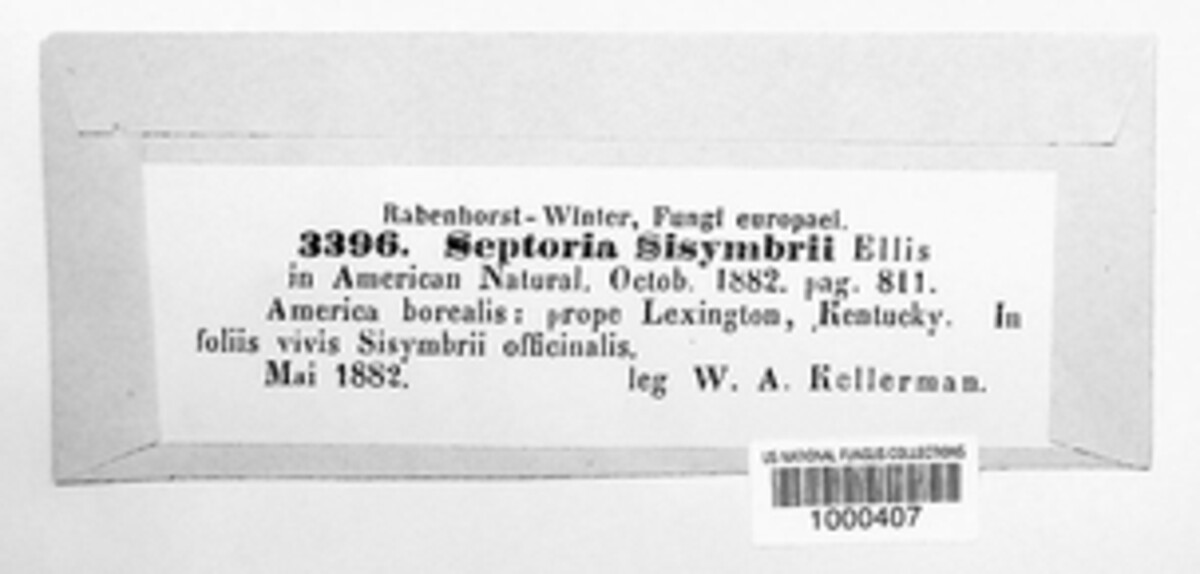 Rabenhorst-Winter, Fungi europaei.
3396. Septoria Sisymbrii Ellis
in American Natural. Octob. 1882. pag. 811.
America borealis: prope Lexington, Kentucky. In
foliis vivis Sisymbrii officinalis.
Mai 1882. leg W. A. Kellerman.
US NATIONAL FUNGUS COLLECTIONS
1000407